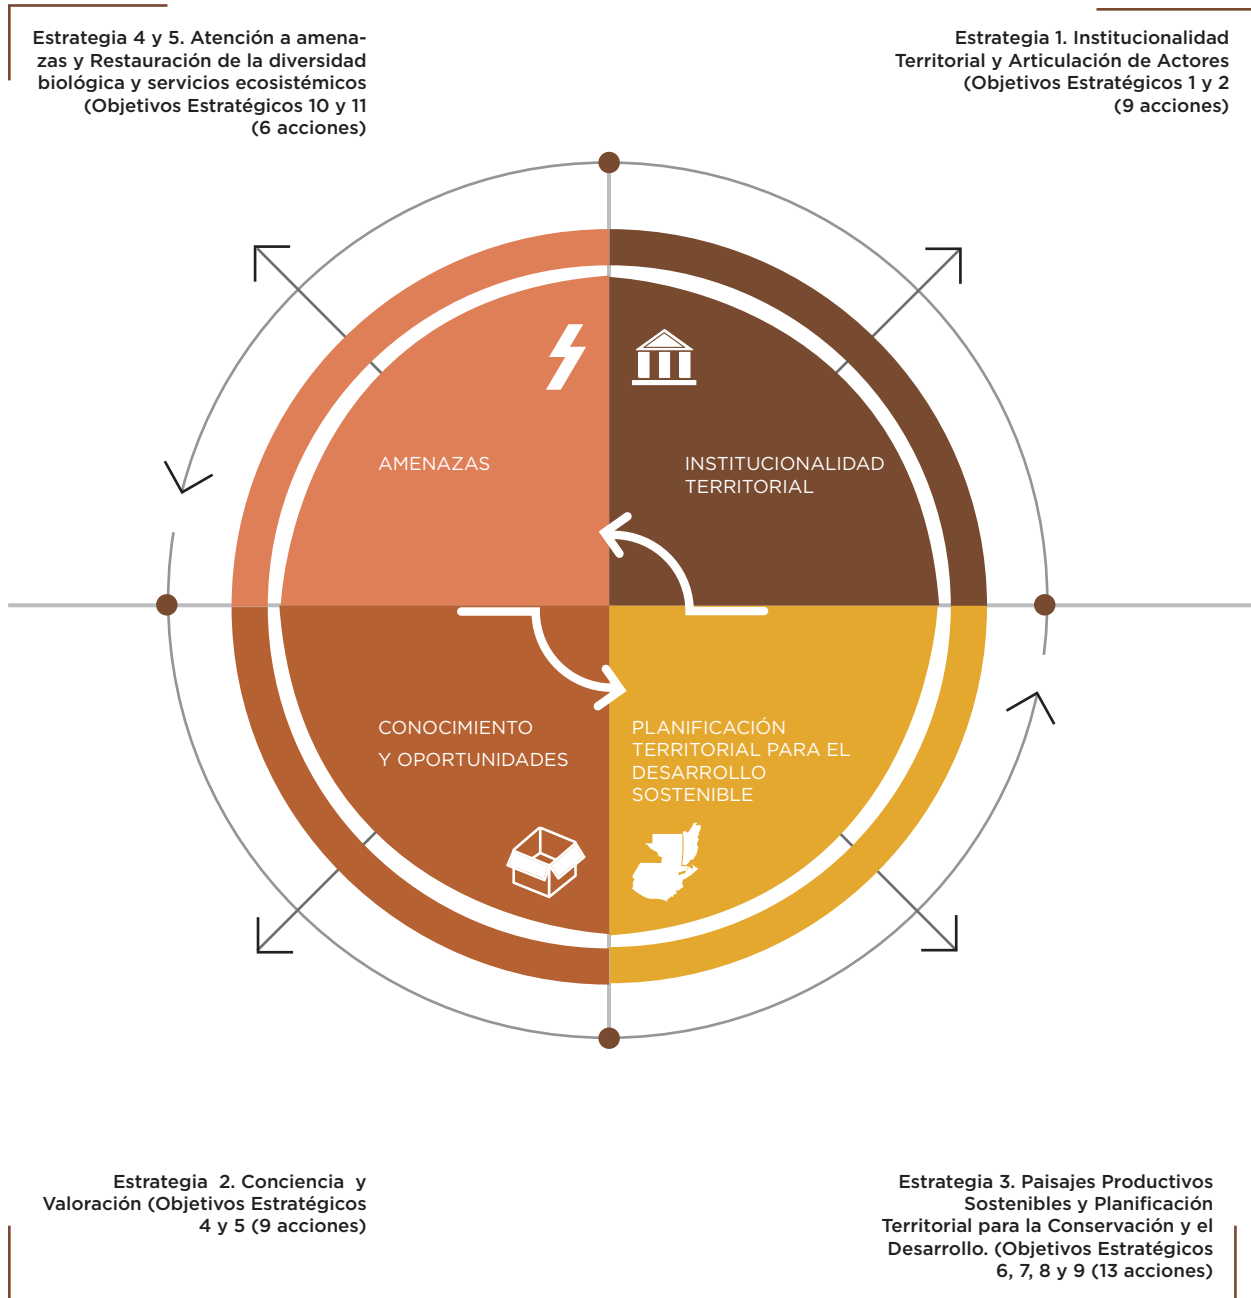 Estrategia 4 y 5. Atención a amena-
zas y Restauración de la diversidad
biológica y servicios ecosistémicos
(Objetivos Estratégicos 10 y 11
(6 acciones)
Estrategia 1. Institucionalidad
Territorial y Articulación de Actores
(Objetivos Estratégicos 1 y 2
(9 acciones)
AMENAZAS
INSTITUCIONALIDAD
TERRITORIAL
CONOCIMIENTO
Y OPORTUNIDADES
PLANIFICACIÓN
TERRITORIAL PARA EL
DESARROLLO
SOSTENIBLE
Estrategia 2. Conciencia y
Valoración (Objetivos Estratégicos
4 y 5 (9 acciones)
Estrategia 3. Paisajes Productivos
Sostenibles y Planificación
Territorial para la Conservación y el
Desarrollo. (Objetivos Estratégicos
6, 7, 8 y 9 (13 acciones)